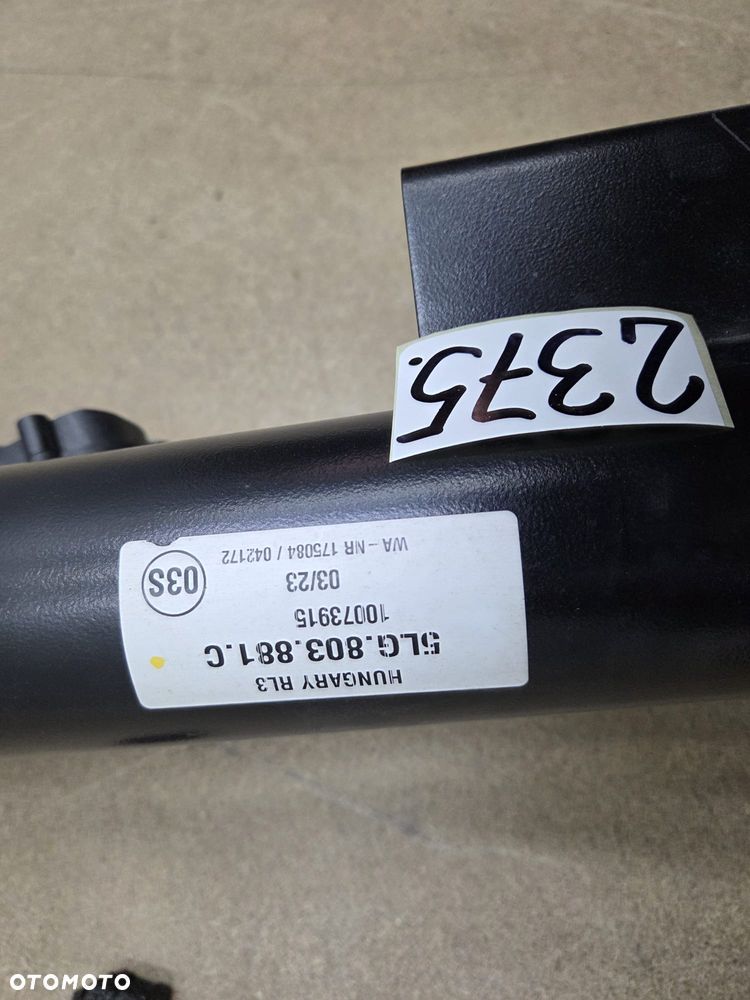 2375.
HUNGARY RL3
5LG.803.881.C
10073915
03/23
WA-NR 175084 / 042172
03S
OTOMOTO